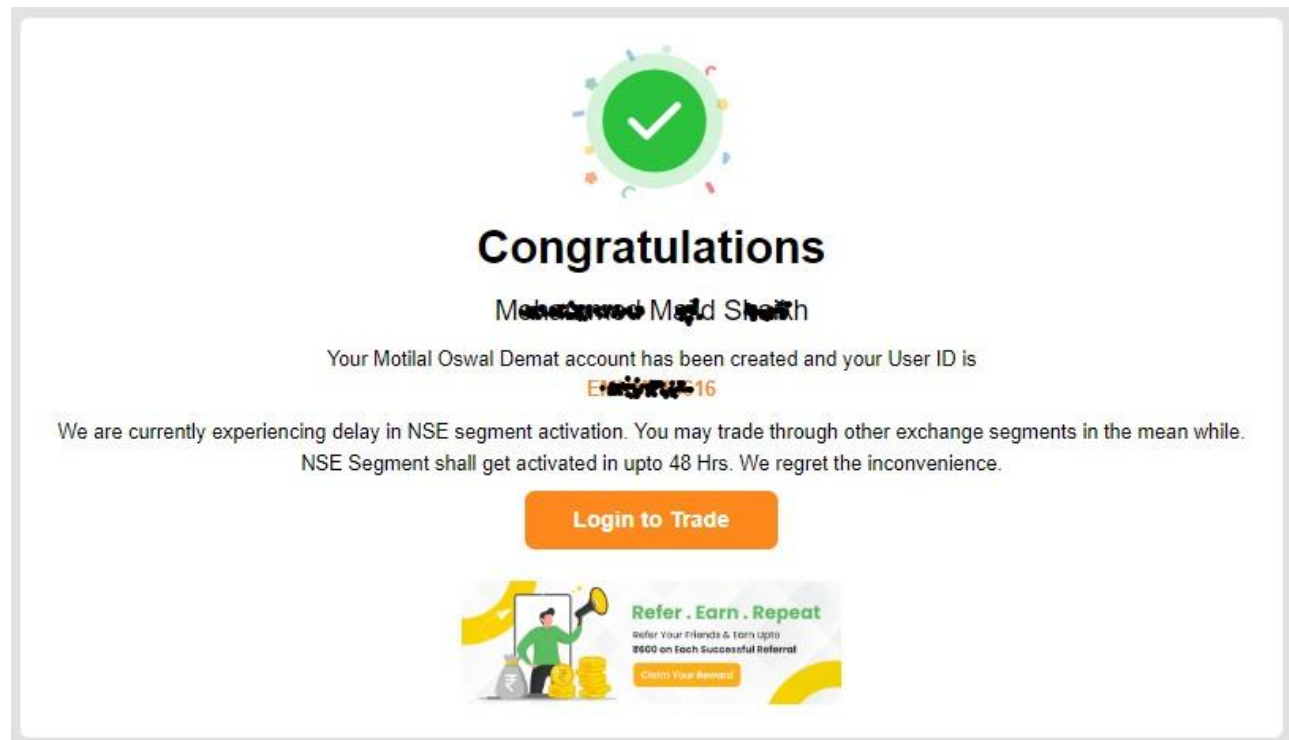 Congratulations
Your Motilal Oswal Demat account has been created and your User ID is
We are currently experiencing delay in NSE segment activation. You may trade through other exchange segments in the mean while.
NSE Segment shall get activated in upto 48 Hrs. We regret the inconvenience.
Login to Trade
Refer . Earn . Repeat
Refer Your Friends & Earn Upto
₹600 on Each Successful Referral
Claim Your Reward